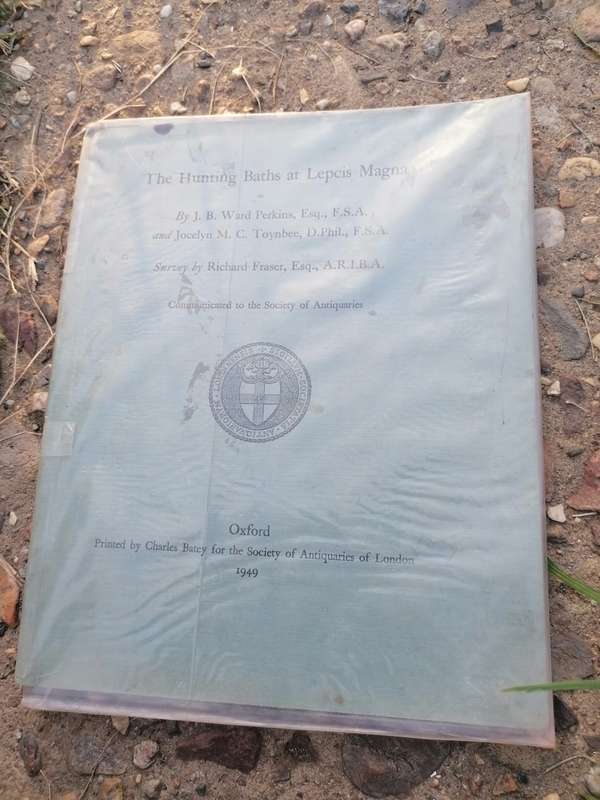 The Hunting Baths at Lepcis Magna
By J. B. Ward Perkins, Esq., F.S.A.
and Jocelyn M. C. Toynbee, D.Phil., F.S.A.
Survey by Richard Fraser, Esq., A.R.I.B.A.
Communicated to the Society of Antiquaries
Oxford
Printed by Charles Batey for the Society of Antiquaries of London
1949